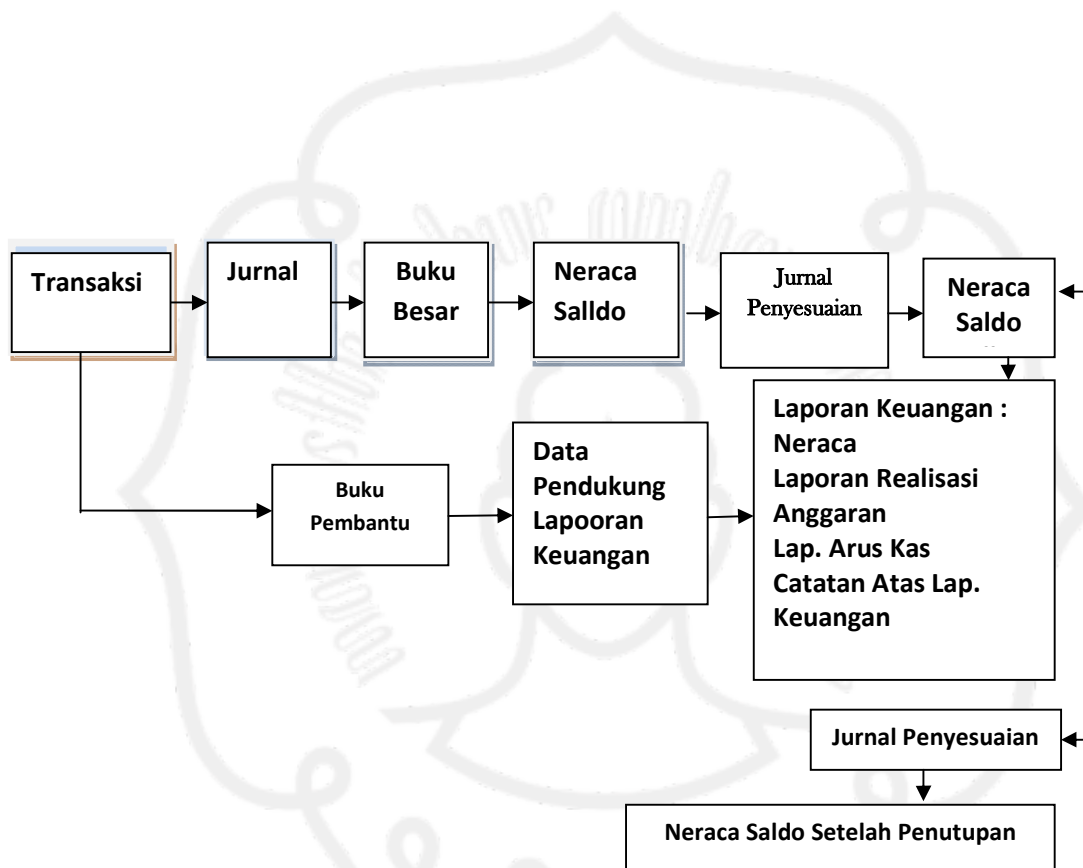 Transaksi
Jurnal
Buku
Besar
Neraca
Salldo
Jurnal
Penyesuaian
Neraca
Saldo
Buku
Pembantu
Data
Pendukung
Lapooran
Keuangan
Laporan Keuangan :
Neraca
Laporan Realisasi
Anggaran
Lap. Arus Kas
Catatan Atas Lap.
Keuangan
Jurnal Penyesuaian
Neraca Saldo Setelah Penutupan